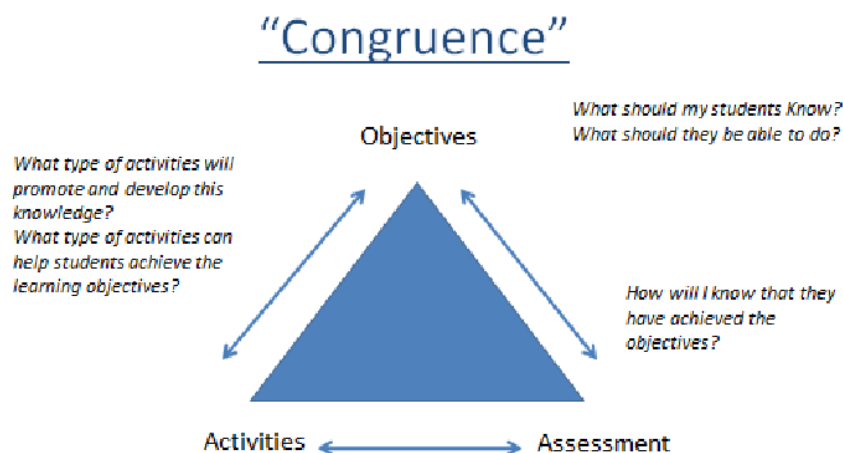 “Congruence”
What should my students Know?
What should they be able to do?
Objectives
What type of activities will
promote and develop this
knowledge?
What type of activities can
help students achieve the
learning objectives?
How will I know that they
have achieved the
objectives?
Activities
Assessment